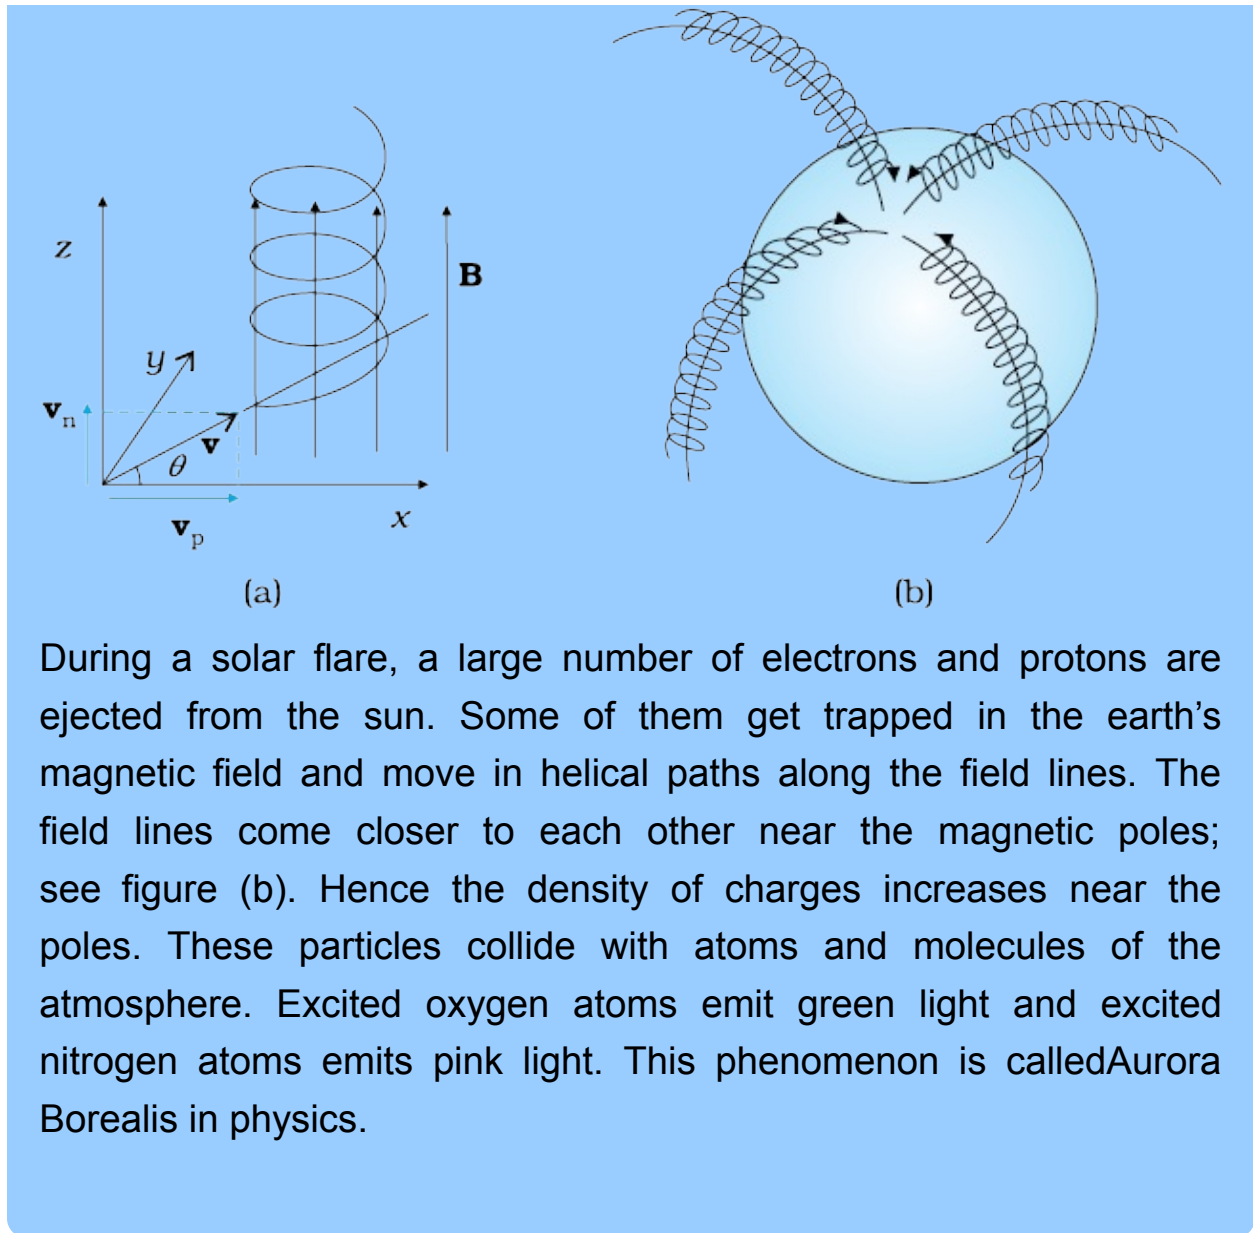 z
y
B
vn
v
θ
x
vp
(a)
(b)
During a solar flare, a large number of electrons and protons are
ejected from the sun. Some of them get trapped in the earth’s
magnetic field and move in helical paths along the field lines. The
field lines come closer to each other near the magnetic poles;
see figure (b). Hence the density of charges increases near the
poles. These particles collide with atoms and molecules of the
atmosphere. Excited oxygen atoms emit green light and excited
nitrogen atoms emits pink light. This phenomenon is calledAurora
Borealis in physics.